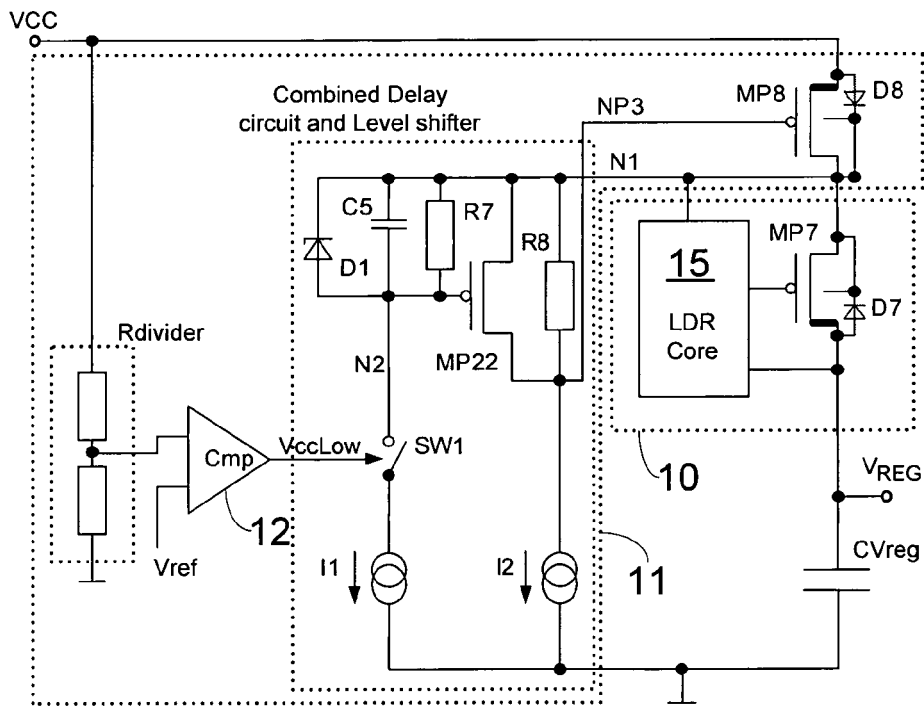 VCC
Combined Delay
circuit and Level shifter
NP3
MP8
D8
N1
C5
R7
R8
D1
MP7
15
LDR
Core
D7
Rdivider
N2
MP22
Cmp
VccLow
SW1
10
VREG
12
Vref
I1
I2
11
CVreg